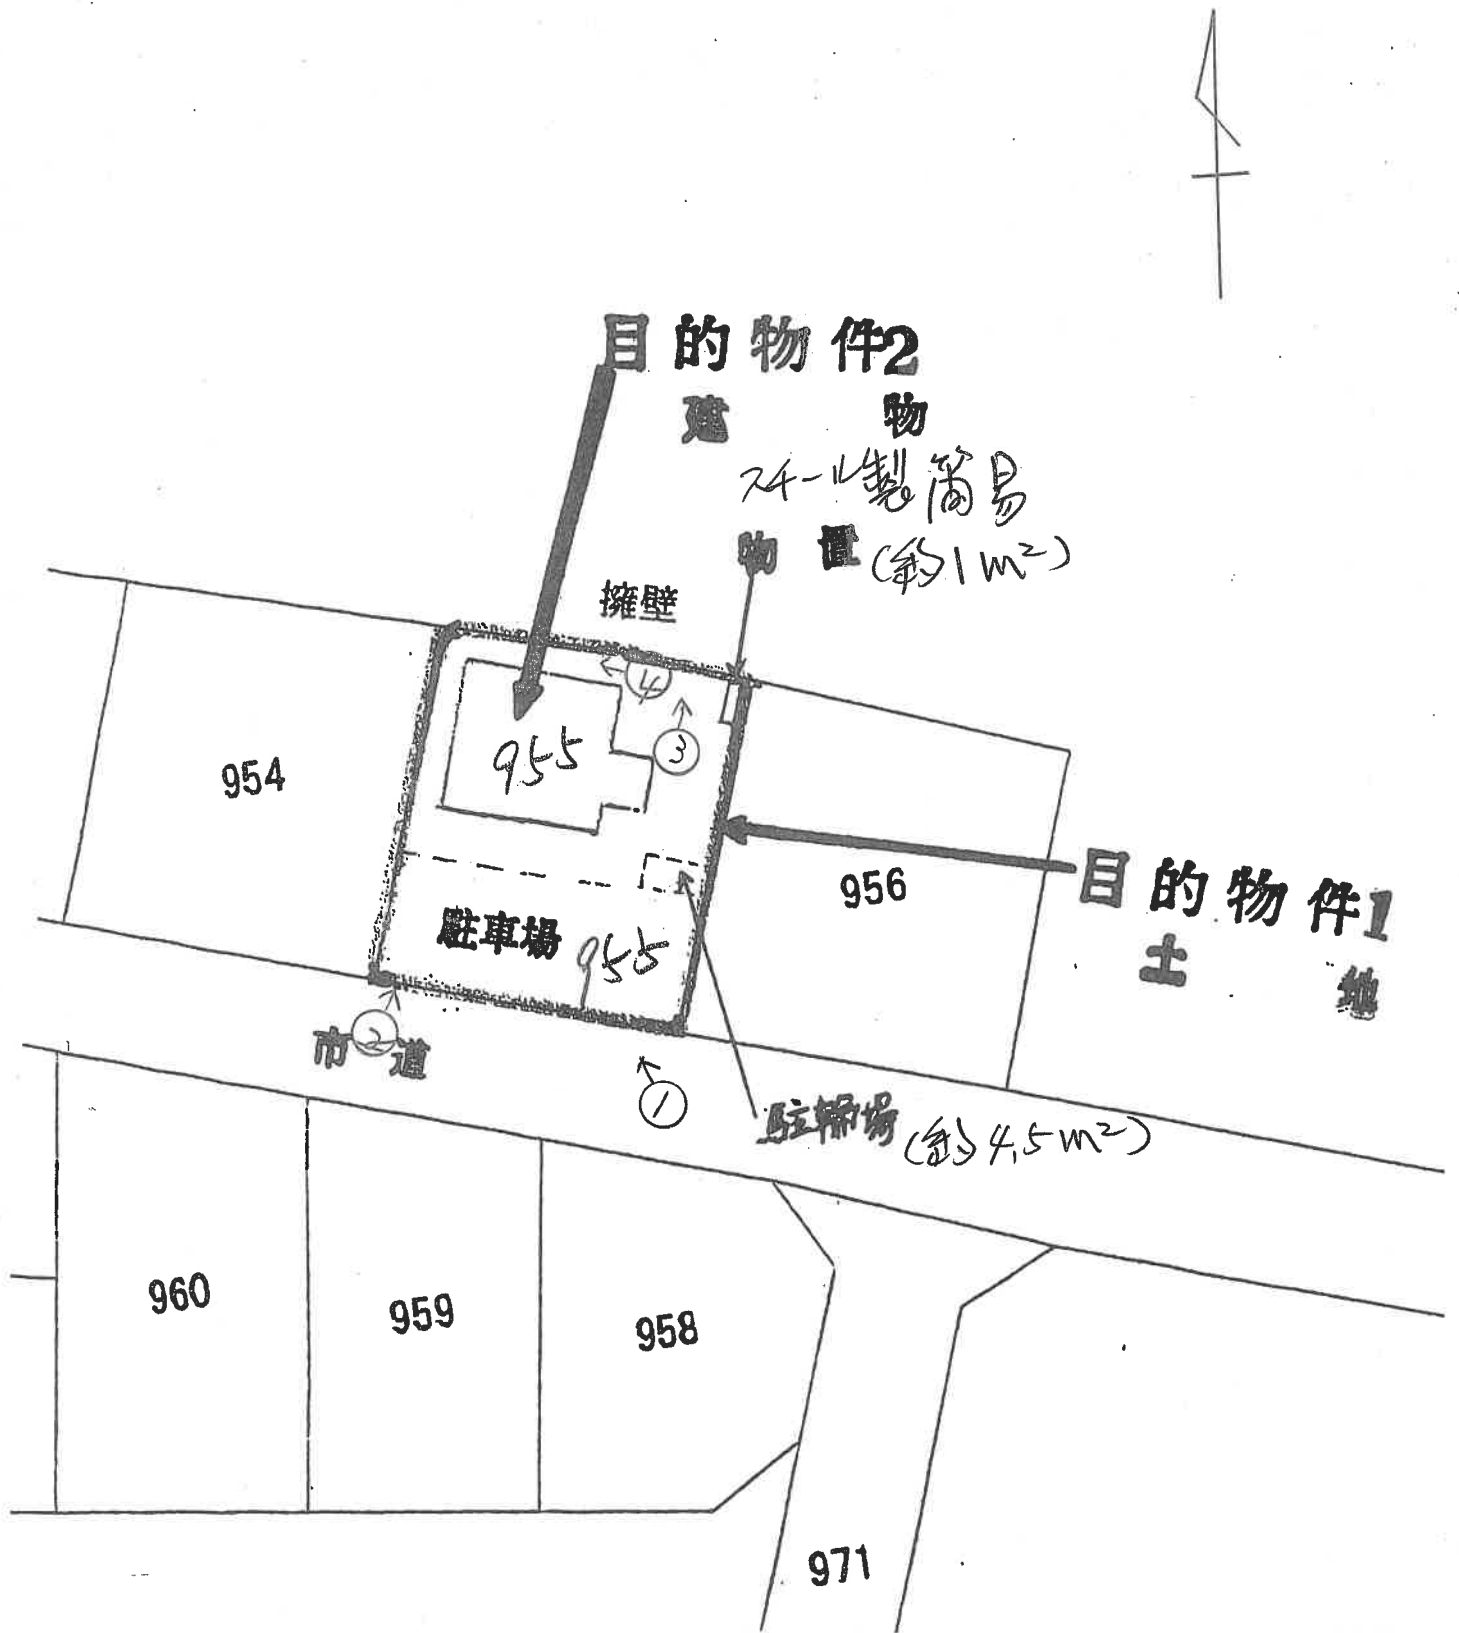 目的物件2
建物
スチール製簡易
物置(約1m²)
擁壁
④
③
955
954
956
目的物件1
土地
駐車場 955
市②道
①
駐輪場(約4.5m²)
960
959
958
971